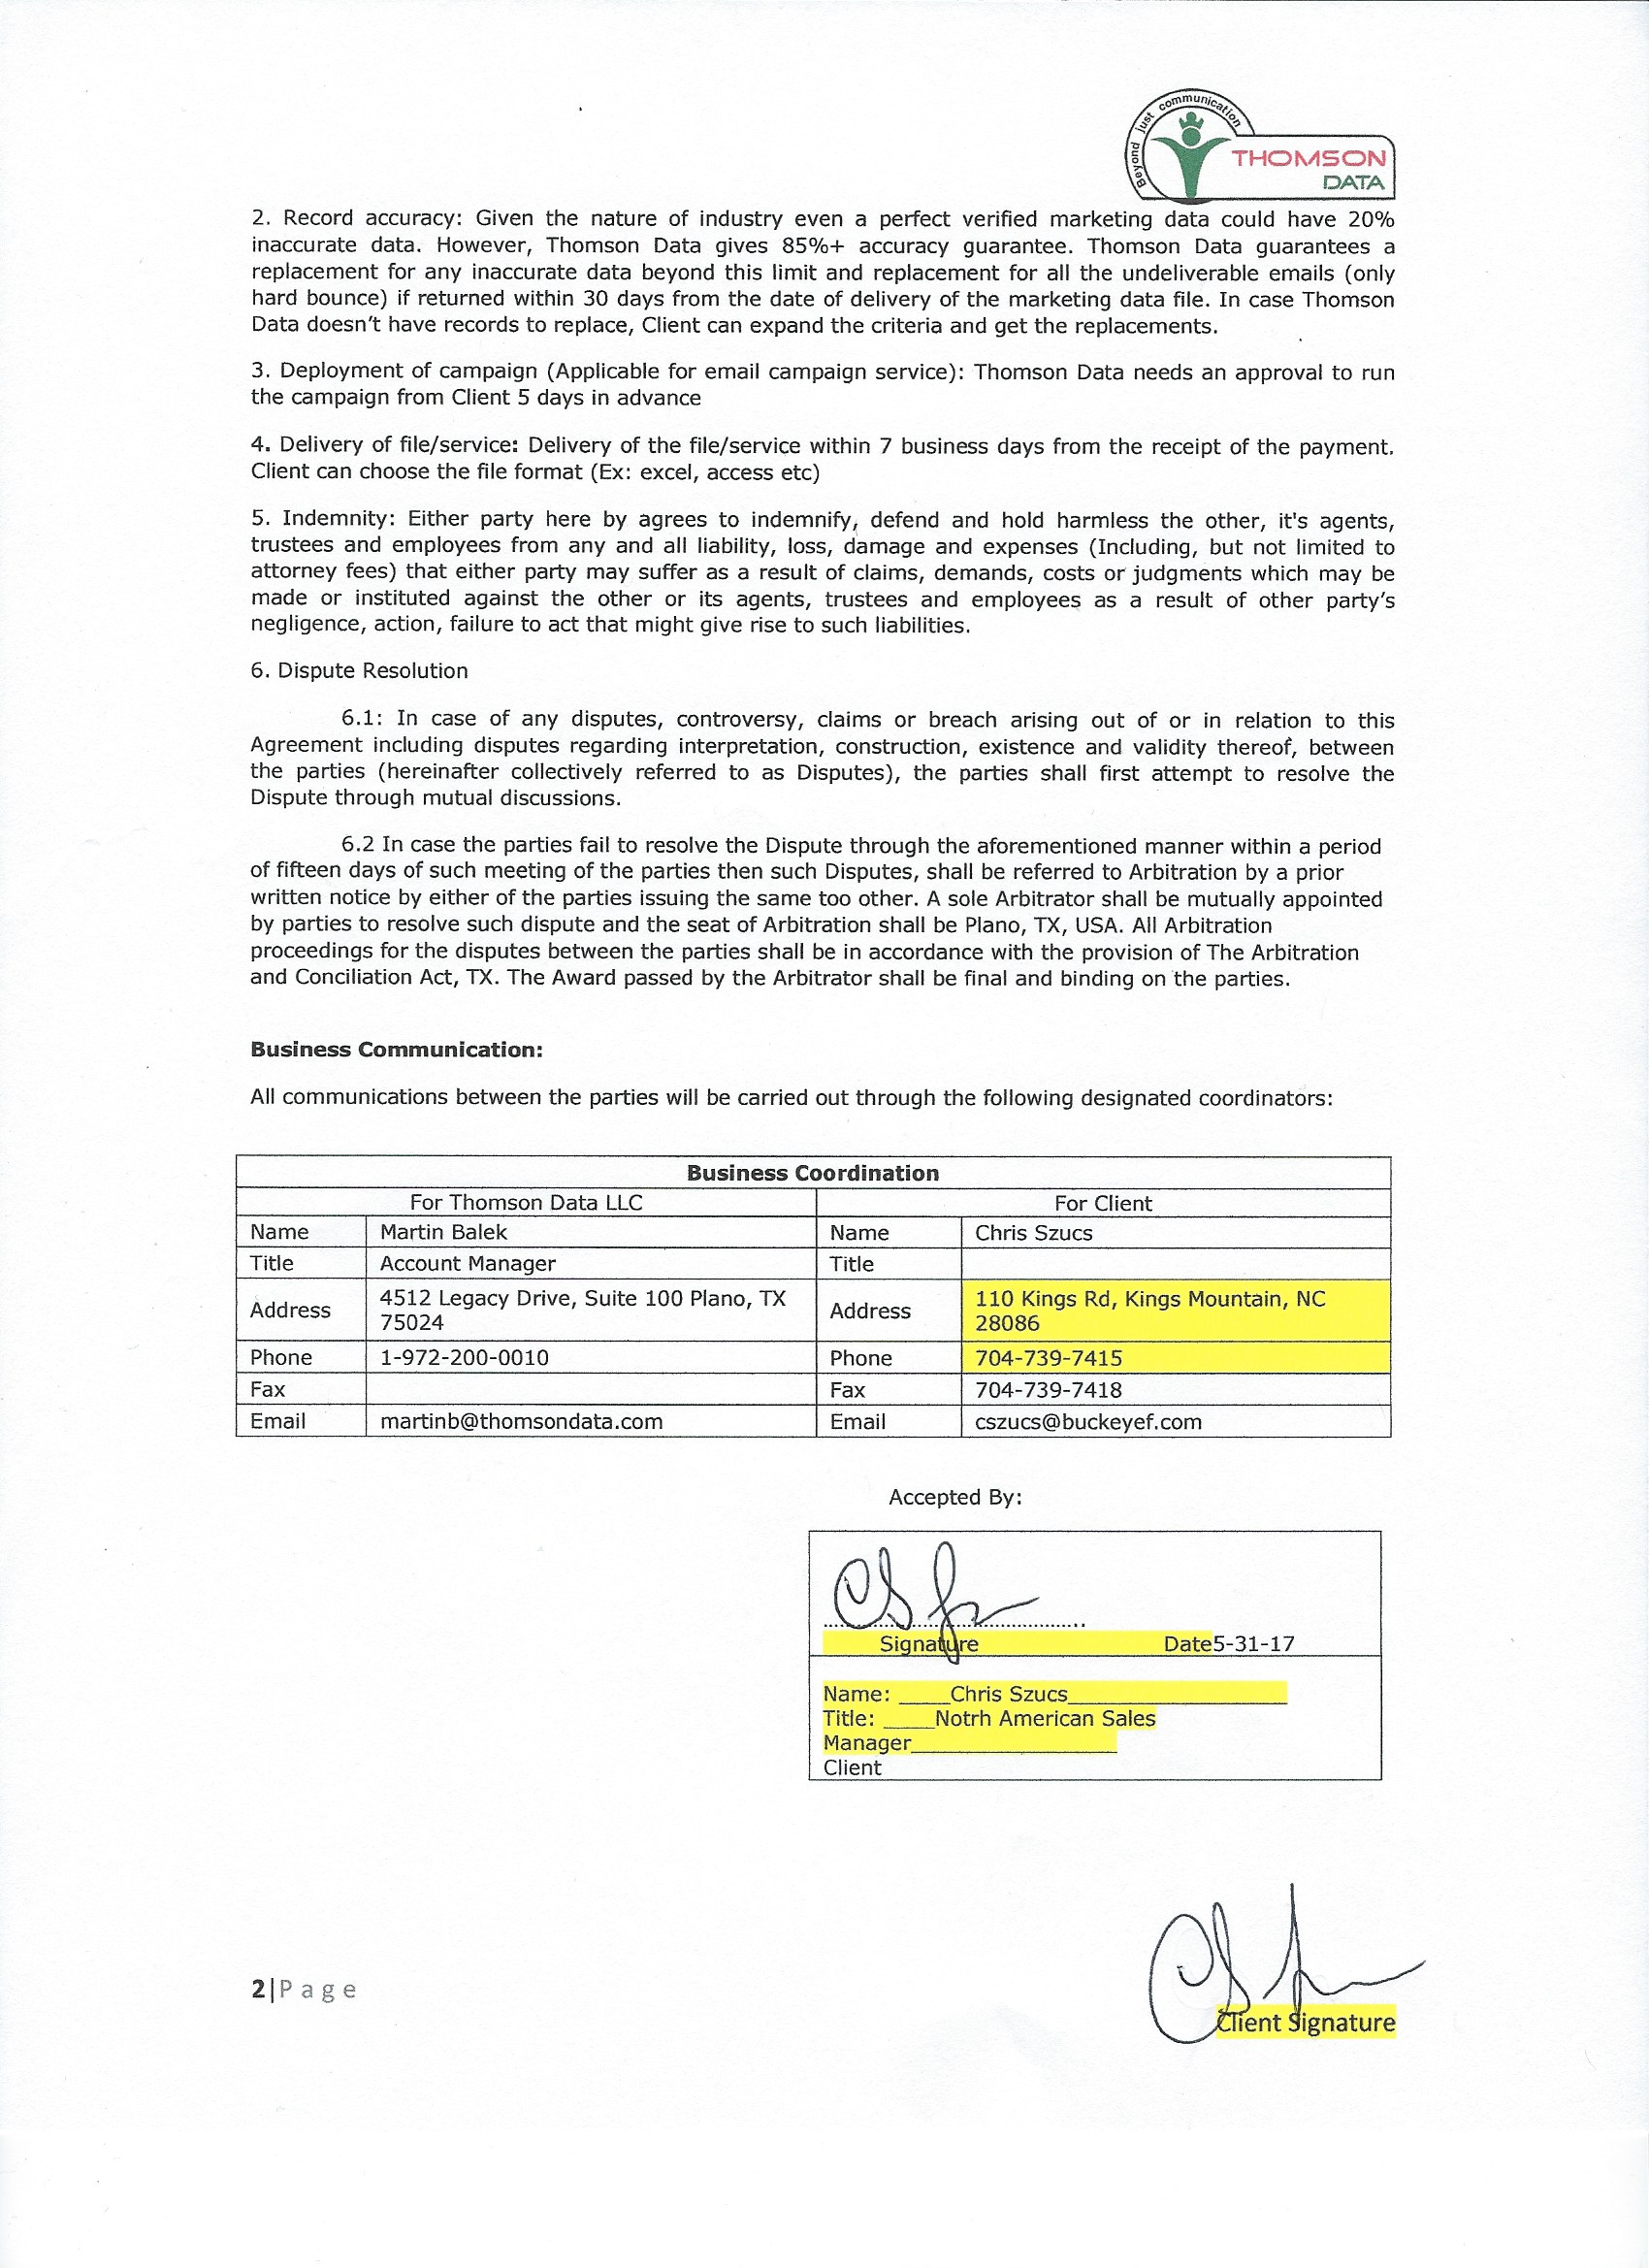 Beyond just communication
THOMSON
DATA
2. Record accuracy: Given the nature of industry even a perfect verified marketing data could have 20%
inaccurate data. However, Thomson Data gives 85%+ accuracy guarantee. Thomson Data guarantees a
replacement for any inaccurate data beyond this limit and replacement for all the undeliverable emails (only
hard bounce) if returned within 30 days from the date of delivery of the marketing data file. In case Thomson
Data doesn't have records to replace, Client can expand the criteria and get the replacements.
3. Deployment of campaign (Applicable for email campaign service): Thomson Data needs an approval to run
the campaign from Client 5 days in advance
4. Delivery of file/service: Delivery of the file/service within 7 business days from the receipt of the payment.
Client can choose the file format (Ex: excel, access etc)
5. Indemnity: Either party here by agrees to indemnify, defend and hold harmless the other, it's agents,
trustees and employees from any and all liability, loss, damage and expenses (Including, but not limited to
attorney fees) that either party may suffer as a result of claims, demands, costs or judgments which may be
made or instituted against the other or its agents, trustees and employees as a result of other party's
negligence, action, failure to act that might give rise to such liabilities.
6. Dispute Resolution
6.1: In case of any disputes, controversy, claims or breach arising out of or in relation to this
Agreement including disputes regarding interpretation, construction, existence and validity thereof, between
the parties (hereinafter collectively referred to as Disputes), the parties shall first attempt to resolve the
Dispute through mutual discussions.
6.2 In case the parties fail to resolve the Dispute through the aforementioned manner within a period
of fifteen days of such meeting of the parties then such Disputes, shall be referred to Arbitration by a prior
written notice by either of the parties issuing the same too other. A sole Arbitrator shall be mutually appointed
by parties to resolve such dispute and the seat of Arbitration shall be Plano, TX, USA. All Arbitration
proceedings for the disputes between the parties shall be in accordance with the provision of The Arbitration
and Conciliation Act, TX. The Award passed by the Arbitrator shall be final and binding on the parties.
Business Communication:
All communications between the parties will be carried out through the following designated coordinators:
Business Coordination
For Thomson Data LLC For Client
Name Martin Balek Name Chris Szucs
Title Account Manager Title
Address 4512 Legacy Drive, Suite 100 Plano, TX 75024 Address 110 Kings Rd, Kings Mountain, NC 28086
Phone 1-972-200-0010 Phone 704-739-7415
Fax Fax 704-739-7418
Email martinb@thomsondata.com Email cszucs@buckeyef.com
Accepted By:
Signature Date5-31-17
Name: ____Chris Szucs_________________
Title: ____Notrh American Sales
Manager________________
Client
2|Page
Client Signature